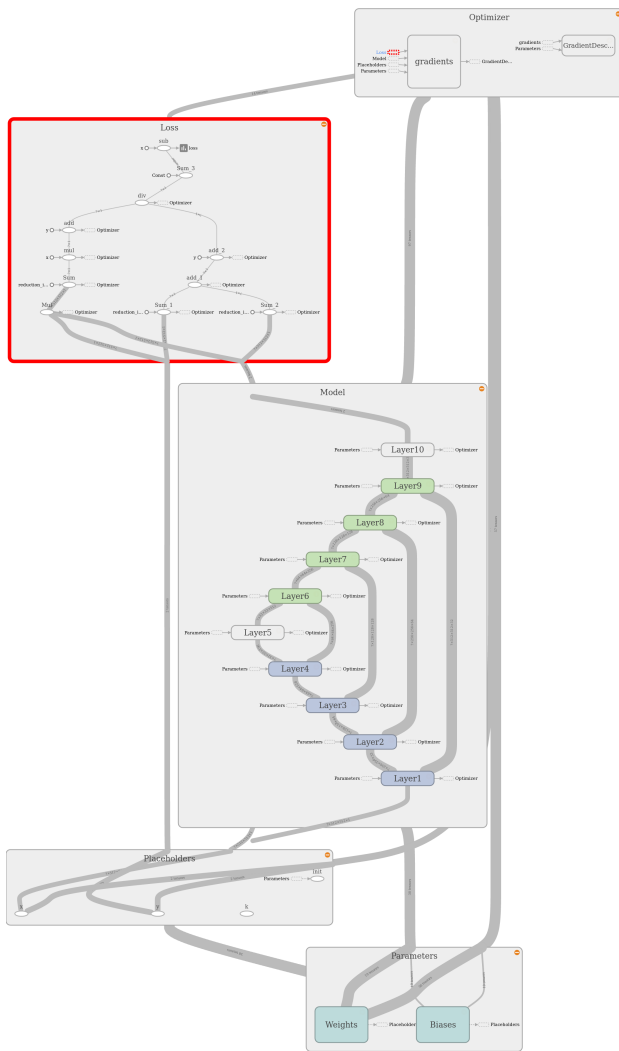 Optimizer
Loss
Model
Placeholders
Parameters
gradients
GradientDe...
gradients
Parameters
GradientDesc...
Loss
sub
x
loss
Sum_3
Const
div
Optimizer
add
y
Optimizer
mul
x
Optimizer
add_2
y
Optimizer
Sum
reduction_i...
Optimizer
add_1
Mul
Optimizer
Sum_1
reduction_i...
Optimizer
Sum_2
reduction_i...
Optimizer
Model
Parameters
Layer10
Optimizer
Parameters
Layer9
Optimizer
Parameters
Layer8
Optimizer
Parameters
Layer7
Optimizer
Parameters
Layer6
Optimizer
Parameters
Layer5
Optimizer
Parameters
Layer4
Optimizer
Parameters
Layer3
Optimizer
Parameters
Layer2
Optimizer
Parameters
Layer1
Optimizer
Placeholders
Parameters
Init
x
y
k
Parameters
Weights
Placeholder
Biases
Placeholders